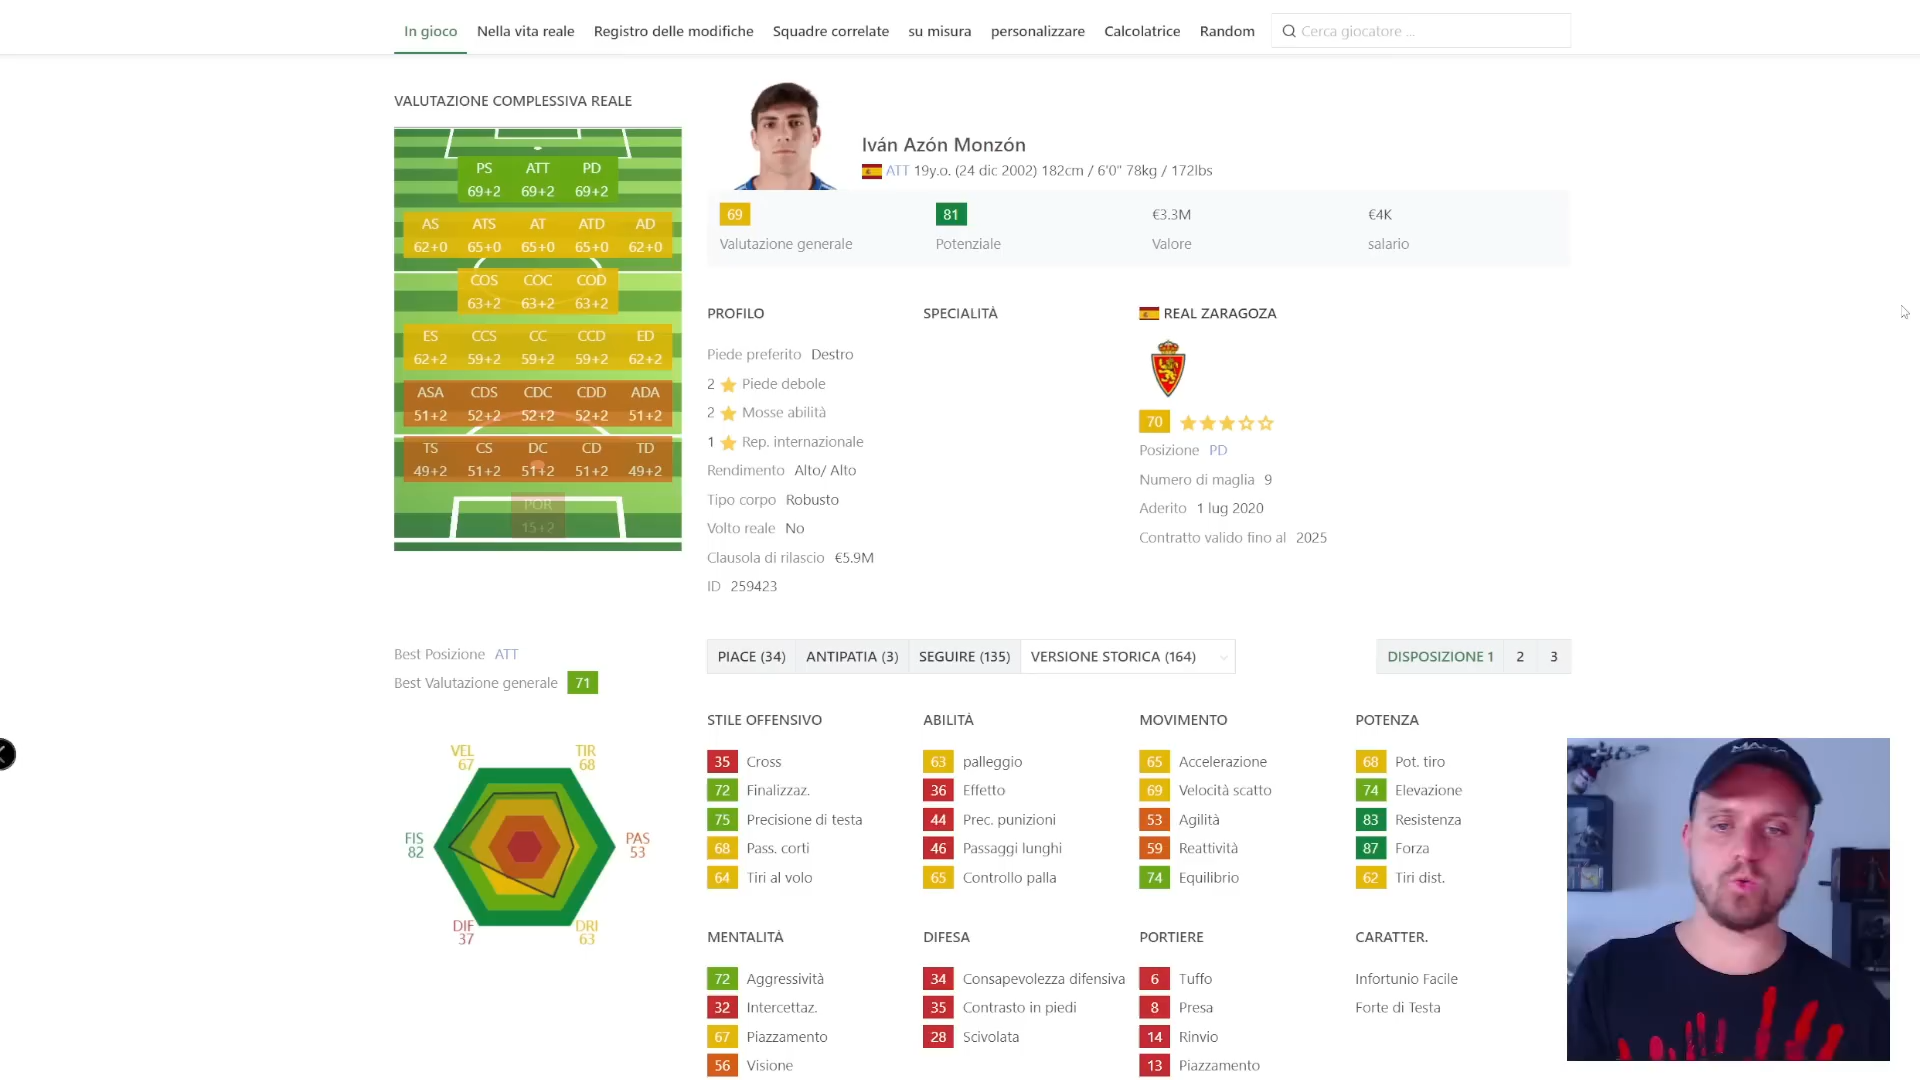 In gioco Nella vita reale Registro delle modifiche Squadre correlate su misura personalizzare Calcolatrice Random Cerca giocatore ...
VALUTAZIONE COMPLESSIVA REALE
PS ATT PD
69+2 69+2 69+2
AS ATS AT ATD AD
62+0 65+0 65+0 65+0 62+0
COS COC COD
63+2 63+2 63+2
ES CCS CC CCD ED
62+2 59+2 59+2 59+2 62+2
ASA CDS CDC CDD ADA
51+2 52+2 52+2 52+2 51+2
TS CS DC CD TD
49+2 51+2 51+2 51+2 49+2
POR
15+2
Iván Azón Monzón
ATT 19y.o. (24 dic 2002) 182cm / 6'0" 78kg / 172lbs
69 81 €3.3M €4K
Valutazione generale Potenziale Valore salario
PROFILO
Piede preferito Destro
2 Piede debole
2 Mosse abilità
1 Rep. internazionale
Rendimento Alto/ Alto
Tipo corpo Robusto
Volto reale No
Clausola di rilascio €5.9M
ID 259423
SPECIALITÀ
REAL ZARAGOZA
70
Posizione PD
Numero di maglia 9
Aderito 1 lug 2020
Contratto valido fino al 2025
Best Posizione ATT
Best Valutazione generale 71
VEL
67
TIR
68
FIS
82
PAS
53
DIF
37
DRI
63
PIACE (34) ANTIPATIA (3) SEGUIRE (135) VERSIONE STORICA (164)
DISPOSIZIONE 1 2 3
STILE OFFENSIVO
35 Cross
72 Finalizzaz.
75 Precisione di testa
68 Pass. corti
64 Tiri al volo
ABILITÀ
63 palleggio
36 Effetto
44 Prec. punizioni
46 Passaggi lunghi
65 Controllo palla
MOVIMENTO
65 Accelerazione
69 Velocità scatto
53 Agilità
59 Reattività
74 Equilibrio
POTENZA
68 Pot. tiro
74 Elevazione
83 Resistenza
87 Forza
62 Tiri dist.
MENTALITÀ
72 Aggressività
32 Intercettaz.
67 Piazzamento
56 Visione
DIFESA
34 Consapevolezza difensiva
35 Contrasto in piedi
28 Scivolata
PORTIERE
6 Tuffo
8 Presa
14 Rinvio
13 Piazzamento
CARATTER.
Infortunio Facile
Forte di Testa